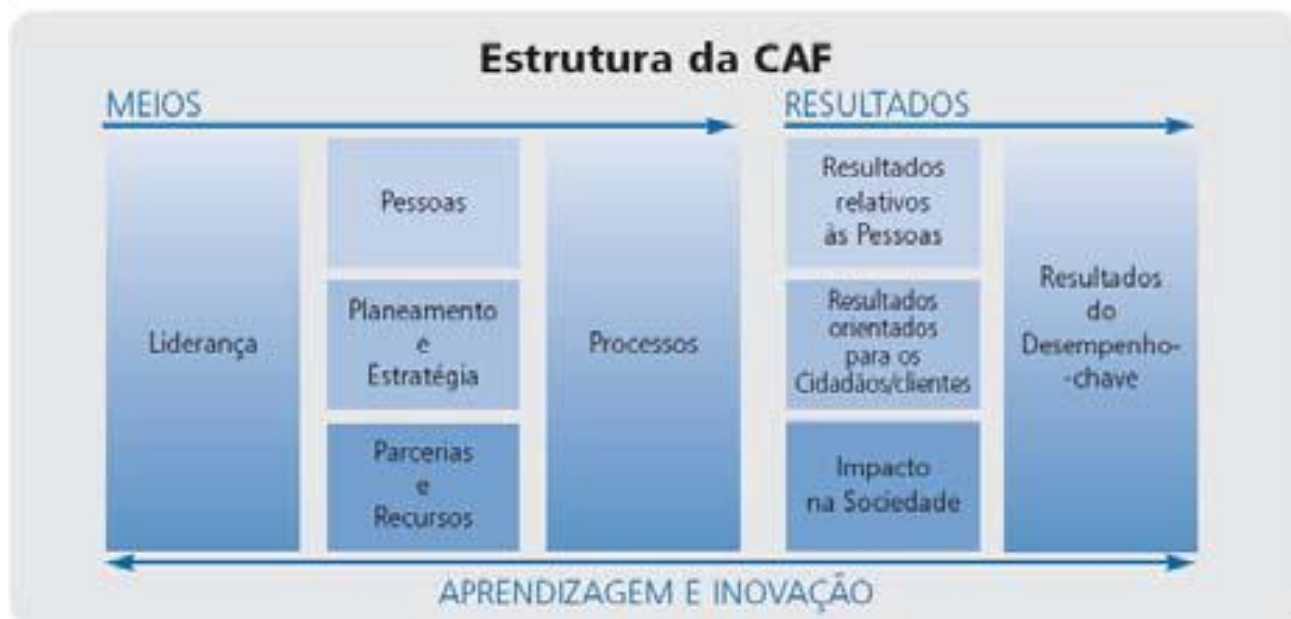 Estrutura da CAF
MEIOS
RESULTADOS
Liderança
Pessoas
Planeamento
e
Estratégia
Parcerias
e
Recursos
Processos
Resultados
relativos
às Pessoas
Resultados
orientados
para os
Cidadãos/clientes
Impacto
na Sociedade
Resultados
do
Desempenho-
-chave
APRENDIZAGEM E INOVAÇÃO